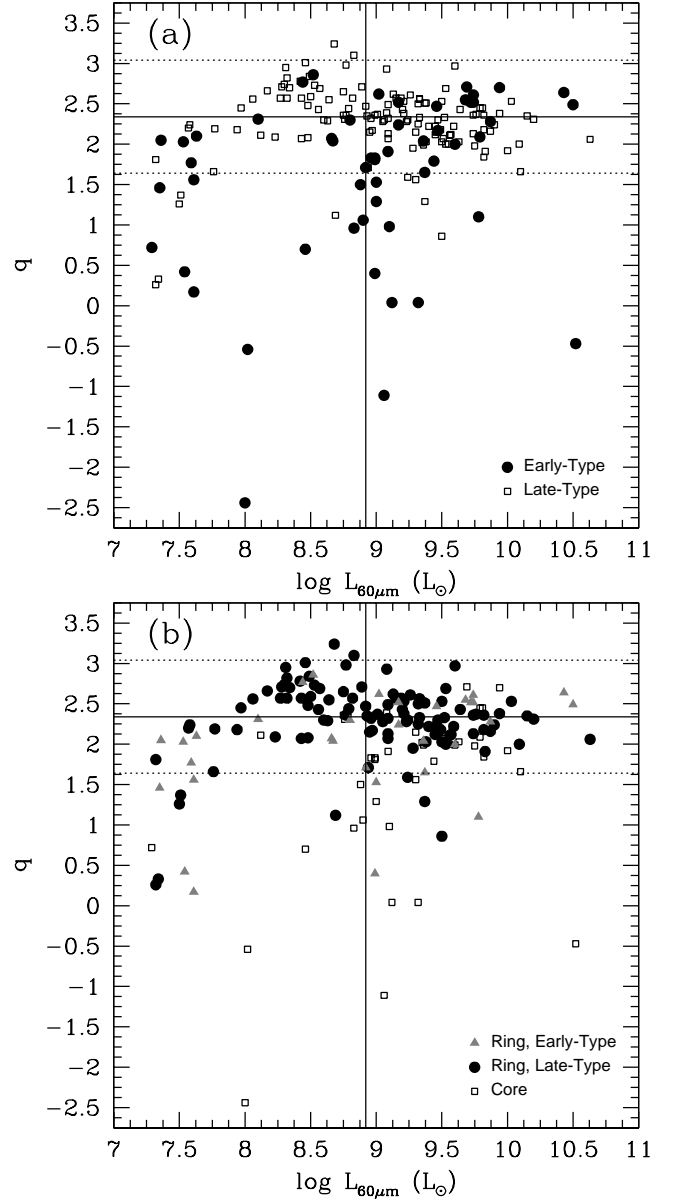 (a)
3.5
3
2.5
2
1.5
1
0.5
0
−0.5
−1
−1.5
−2
−2.5
q
Early-Type
Late-Type
7 7.5 8 8.5 9 9.5 10 10.5 11
log L60μm (L⊙)
(b)
3.5
3
2.5
2
1.5
1
0.5
0
−0.5
−1
−1.5
−2
−2.5
q
Ring, Early-Type
Ring, Late-Type
Core
7 7.5 8 8.5 9 9.5 10 10.5 11
log L60μm (L⊙)